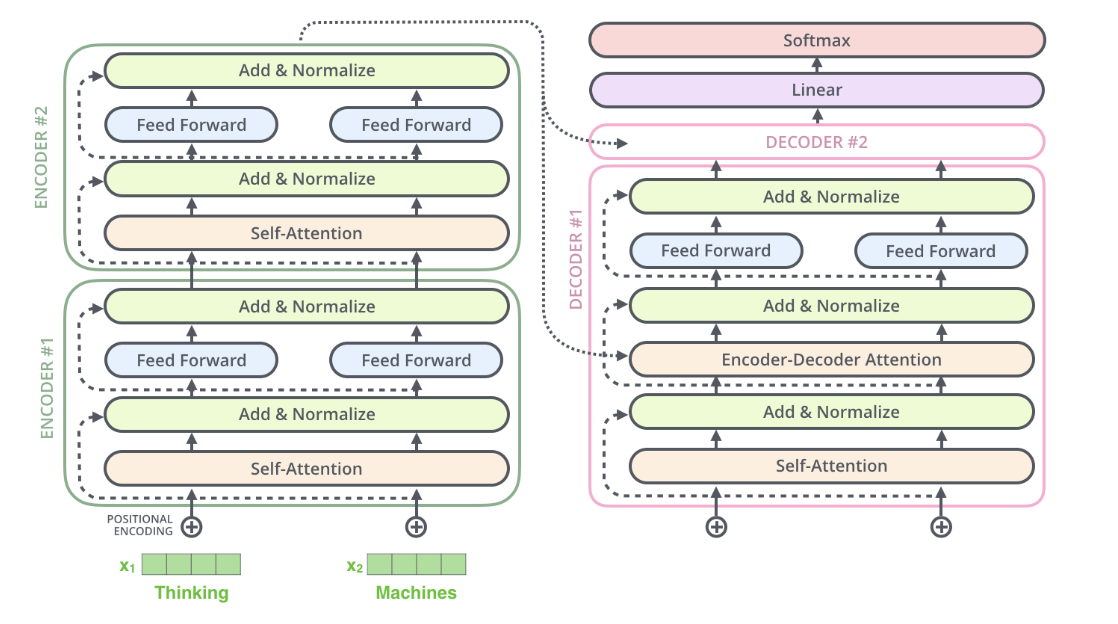 ENCODER #2
Add & Normalize
Feed Forward
Feed Forward
Add & Normalize
Self-Attention
ENCODER #1
Add & Normalize
Feed Forward
Feed Forward
Add & Normalize
Self-Attention
POSITIONAL
ENCODING
x1
x2
Thinking
Machines
Softmax
Linear
DECODER #2
DECODER #1
Add & Normalize
Feed Forward
Feed Forward
Add & Normalize
Encoder-Decoder Attention
Add & Normalize
Self-Attention